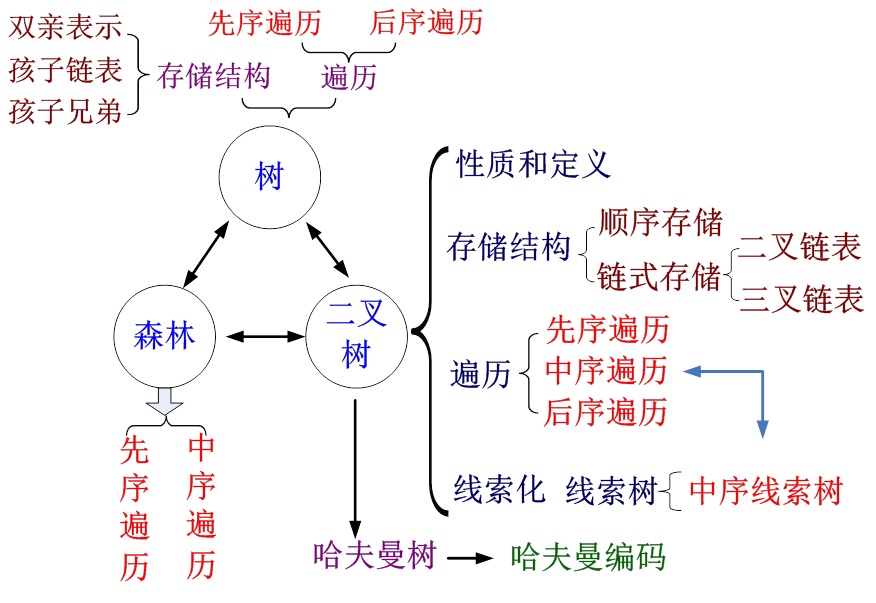 双亲表示
孩子链表
孩子兄弟
存储结构
先序遍历
后序遍历
遍历
树
森林
二叉
树
先序遍历
中序遍历
性质和定义
存储结构
顺序存储
链式存储
二叉链表
三叉链表
遍历
先序遍历
中序遍历
后序遍历
线索化
线索树
中序线索树
哈夫曼树
哈夫曼编码